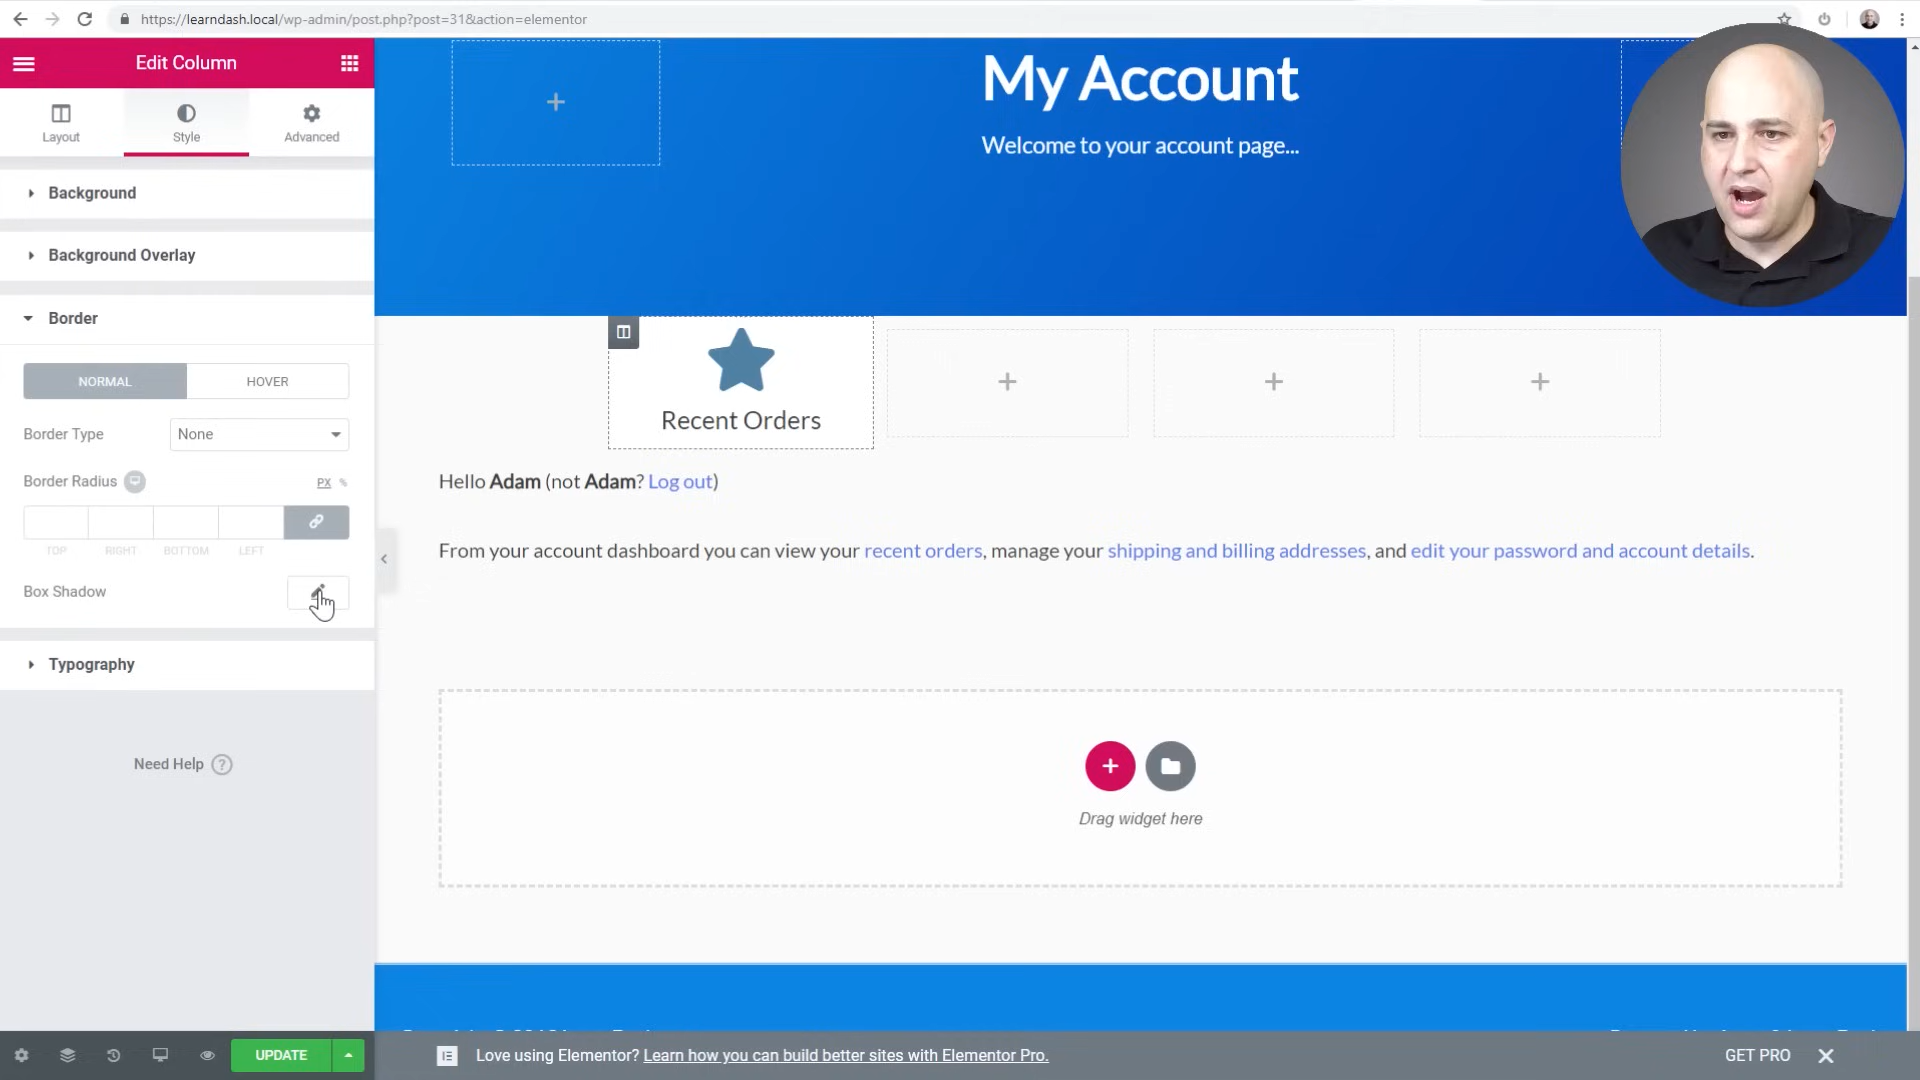 https://learndash.local/wp-admin/post.php?post=31&action=elementor
Edit Column
Layout
Style
Advanced
Background
Background Overlay
Border
NORMAL
HOVER
Border Type
None
Border Radius
PX %
TOP RIGHT BOTTOM LEFT
Box Shadow
Typography
Need Help ?
UPDATE
My Account
Welcome to your account page...
Recent Orders
Hello Adam (not Adam? Log out)
From your account dashboard you can view your recent orders, manage your shipping and billing addresses, and edit your password and account details.
Drag widget here
Love using Elementor? Learn how you can build better sites with Elementor Pro.
GET PRO